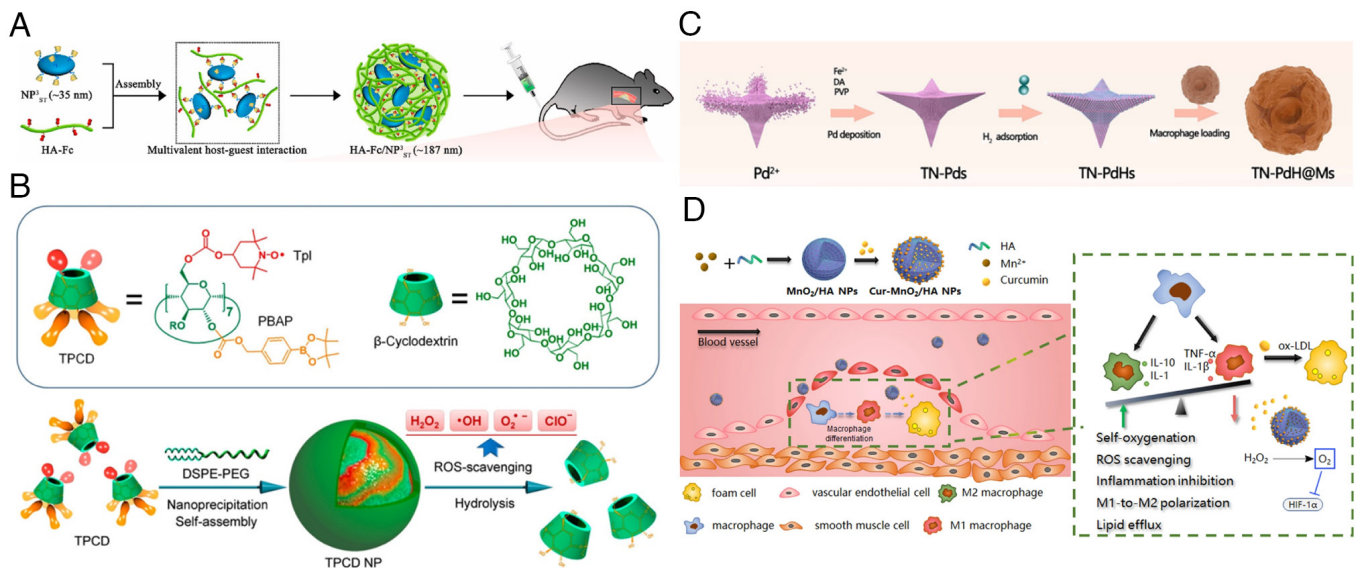 A
NP³ST (~35 nm)
HA-Fc
Assembly
Multivalent host-guest interaction
HA-Fc/NP³ST (~187 nm)
C
Pd²⁺
Fe²⁺
DA
PVP
Pd deposition
TN-Pds
H₂ adsorption
TN-PdHs
Macrophage loading
TN-PdH@Ms
B
TPCD
=
Tpl
O
O
O
N-O•
O
O
RO
O
7
PBAP
O
O
B
O
O
β-Cyclodextrin
=
OH
HO
O
TPCD
DSPE-PEG
Nanoprecipitation
Self-assembly
TPCD NP
H₂O₂
•OH
O₂•⁻
ClO⁻
ROS-scavenging
Hydrolysis
D
+
MnO₂/HA NPs
Cur-MnO₂/HA NPs
HA
Mn²⁺
Curcumin
Blood vessel
Macrophage
differentiation
foam cell
vascular endothelial cell
M2 macrophage
macrophage
smooth muscle cell
M1 macrophage
IL-10
IL-1
TNF-α
IL-1β
ox-LDL
Self-oxygenation
ROS scavenging
Inflammation inhibition
M1-to-M2 polarization
Lipid efflux
H₂O₂
O₂
HIF-1α